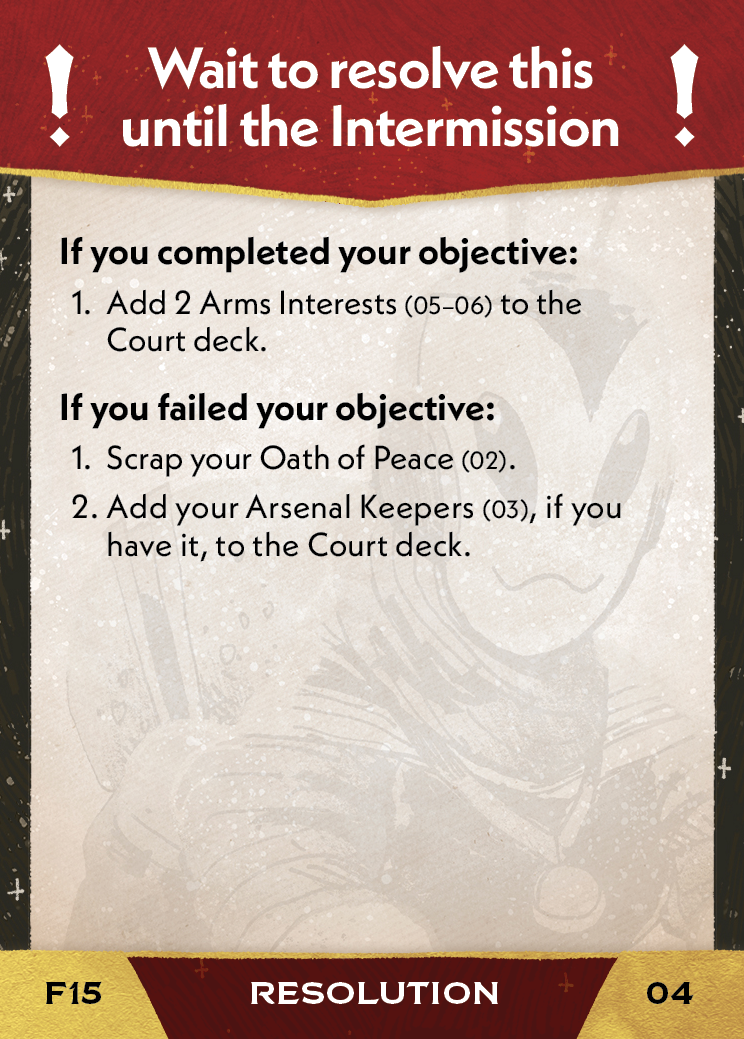 ! Wait to resolve this !
until the Intermission
If you completed your objective:
1. Add 2 Arms Interests (05–06) to the
Court deck.
If you failed your objective:
1. Scrap your Oath of Peace (02).
2. Add your Arsenal Keepers (03), if you
have it, to the Court deck.
F15 RESOLUTION 04